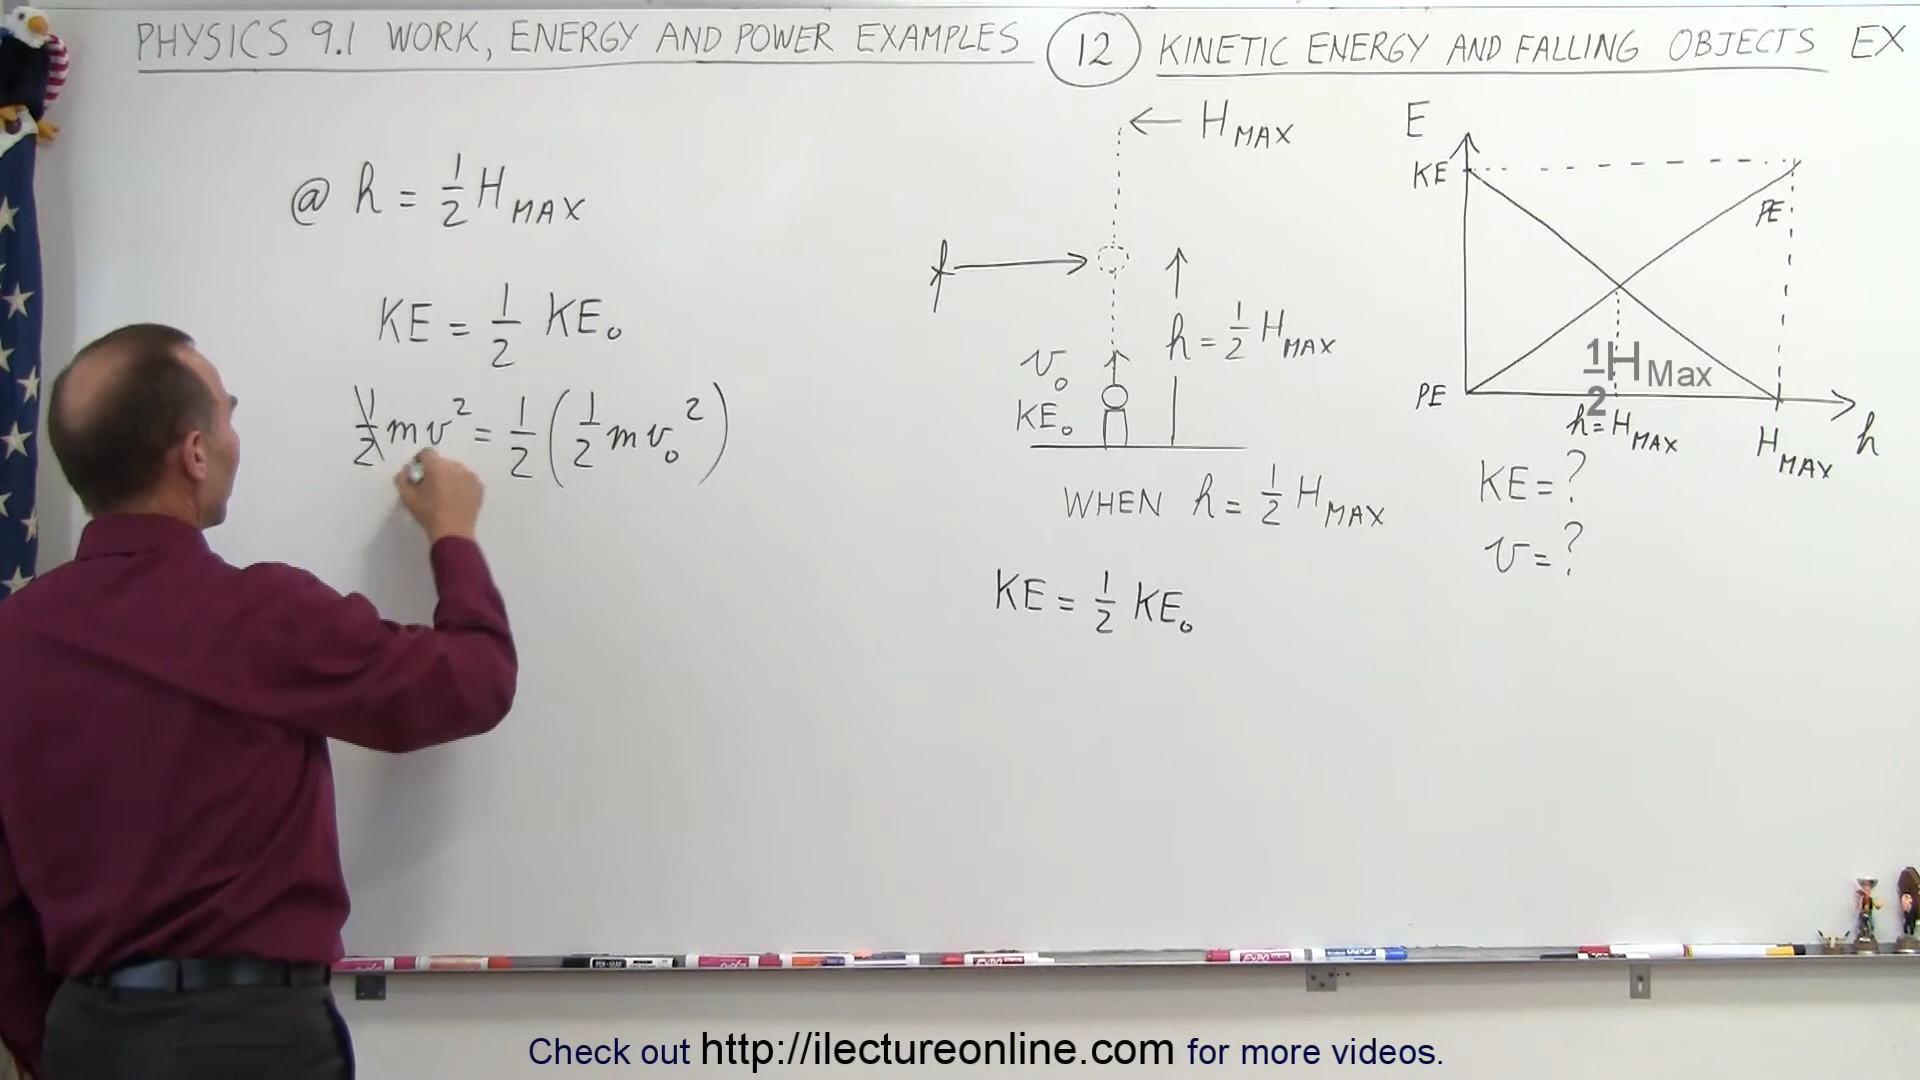 PHYSICS 9.1 WORK, ENERGY AND POWER EXAMPLES 12 KINETIC ENERGY AND FALLING OBJECTS EX
@ h = 1/2 H MAX
KE = 1/2 KE₀
1/2 mv² = 1/2 (1/2 mv₀²)
← H MAX
h = 1/2 H MAX
v₀
KE₀
WHEN h = 1/2 H MAX
KE = 1/2 KE₀
E
KE
PE
PE
1/2 H Max
h = H MAX
H MAX
h
KE = ?
v = ?
Check out http://ilectureonline.com for more videos.